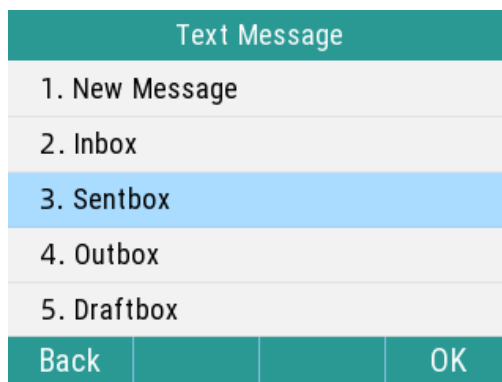 Text Message
1. New Message
2. Inbox
3. Sentbox
4. Outbox
5. Draftbox
Back OK